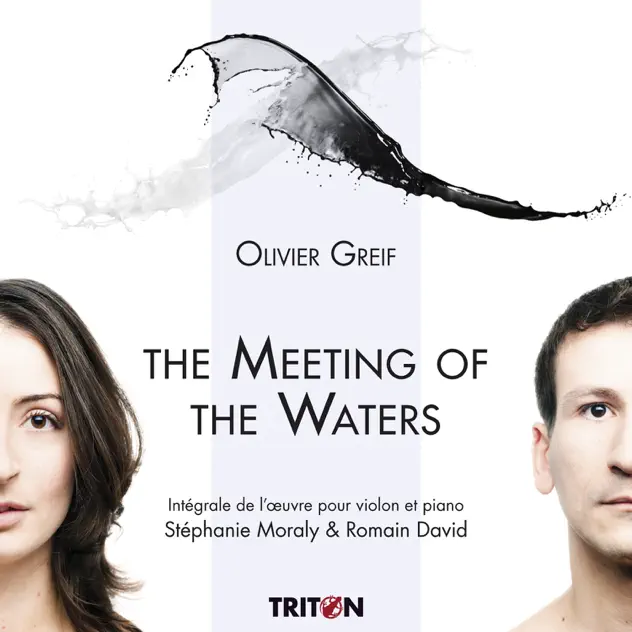 Olivier Greif
the Meeting of
the Waters
Intégrale de l'œuvre pour violon et piano
Stéphanie Moraly & Romain David
TRITON